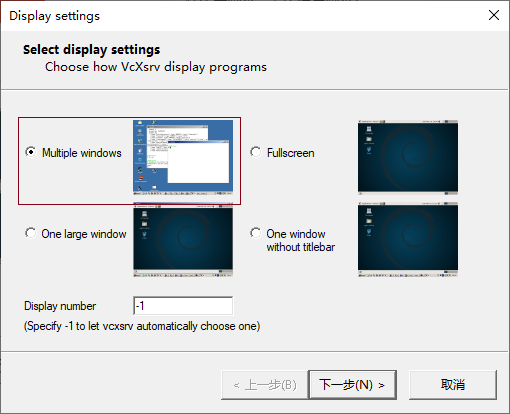 Display settings
Select display settings
Choose how VcXsrv display programs
Multiple windows
Fullscreen
One large window
One window
without titlebar
Display number
-1
(Specify -1 to let vcxsrv automatically choose one)
< 上一步(B)
下一步(N) >
取消